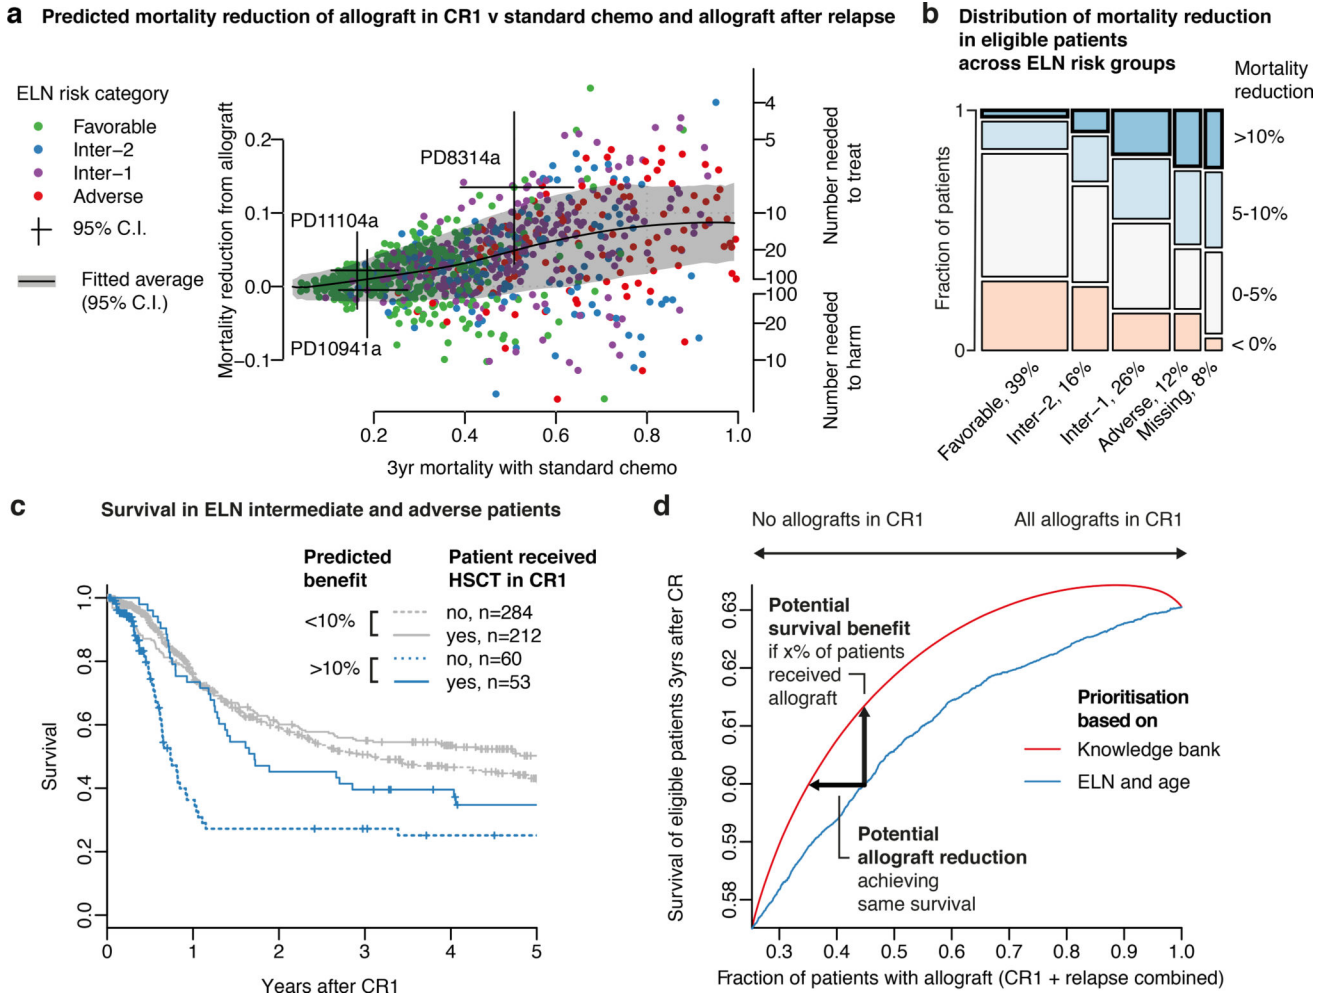 a Predicted mortality reduction of allograft in CR1 v standard chemo and allograft after relapse
ELN risk category
Favorable
Inter−2
Inter−1
Adverse
95% C.I.
Fitted average
(95% C.I.)
Mortality reduction from allograft
0.2
0.1
0.0
−0.1
PD8314a
PD11104a
PD10941a
4
5
10
20
100
100
20
10
Number needed
to treat
Number needed
to harm
0.2 0.4 0.6 0.8 1.0
3yr mortality with standard chemo
b Distribution of mortality reduction
in eligible patients
across ELN risk groups
Mortality
reduction
Fraction of patients
1
0
>10%
5-10%
0-5%
< 0%
Favorable, 39%
Inter−2, 16%
Inter−1, 26%
Adverse, 12%
Missing, 8%
c Survival in ELN intermediate and adverse patients
Predicted
benefit
Patient received
HSCT in CR1
<10%
no, n=284
yes, n=212
>10%
no, n=60
yes, n=53
Survival
1.0
0.8
0.6
0.4
0.2
0.0
0 1 2 3 4 5
Years after CR1
d
No allografts in CR1 All allografts in CR1
Survival of eligible patients 3yrs after CR
0.63
0.62
0.61
0.60
0.59
0.58
Potential
survival benefit
if x% of patients
received
allograft
Prioritisation
based on
Knowledge bank
ELN and age
Potential
allograft reduction
achieving
same survival
0.3 0.4 0.5 0.6 0.7 0.8 0.9 1.0
Fraction of patients with allograft (CR1 + relapse combined)